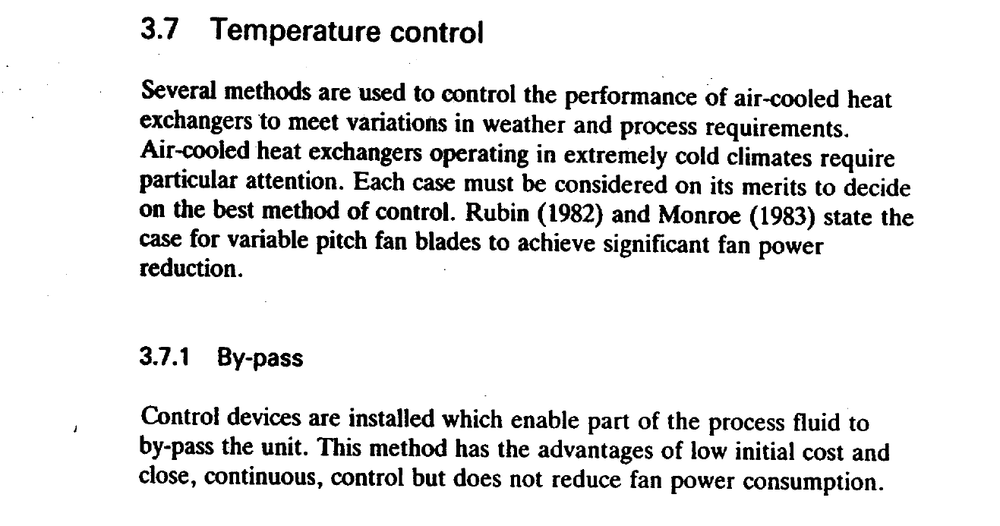 3.7 Temperature control
Several methods are used to control the performance of air-cooled heat
exchangers to meet variations in weather and process requirements.
Air-cooled heat exchangers operating in extremely cold climates require
particular attention. Each case must be considered on its merits to decide
on the best method of control. Rubin (1982) and Monroe (1983) state the
case for variable pitch fan blades to achieve significant fan power
reduction.
3.7.1 By-pass
Control devices are installed which enable part of the process fluid to
by-pass the unit. This method has the advantages of low initial cost and
close, continuous, control but does not reduce fan power consumption.